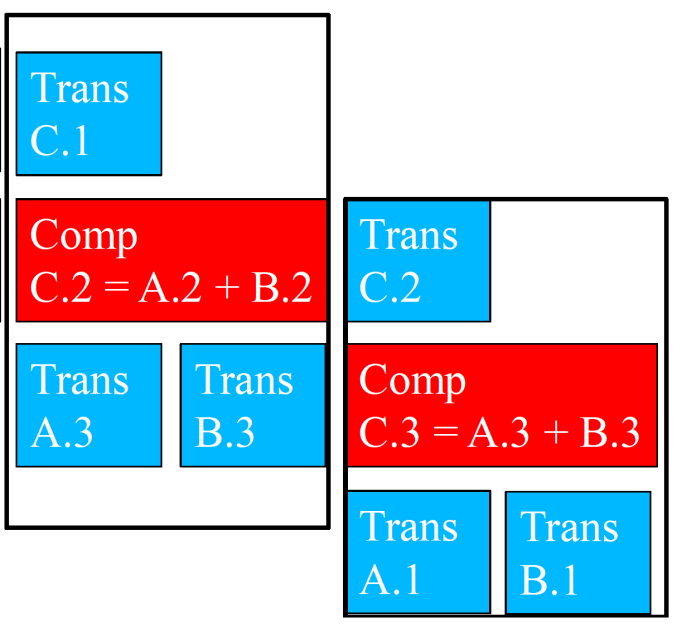 Trans
C.1
Comp
C.2 = A.2 + B.2
Trans
A.3
Trans
B.3
Trans
C.2
Comp
C.3 = A.3 + B.3
Trans
A.1
Trans
B.1